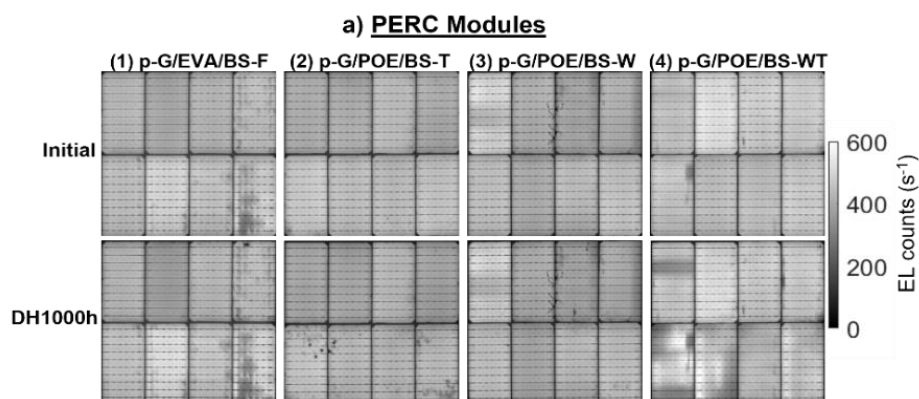 a) PERC Modules
(1) p-G/EVA/BS-F (2) p-G/POE/BS-T (3) p-G/POE/BS-W (4) p-G/POE/BS-WT
Initial
DH1000h
600
400
200
0
EL counts (s⁻¹)